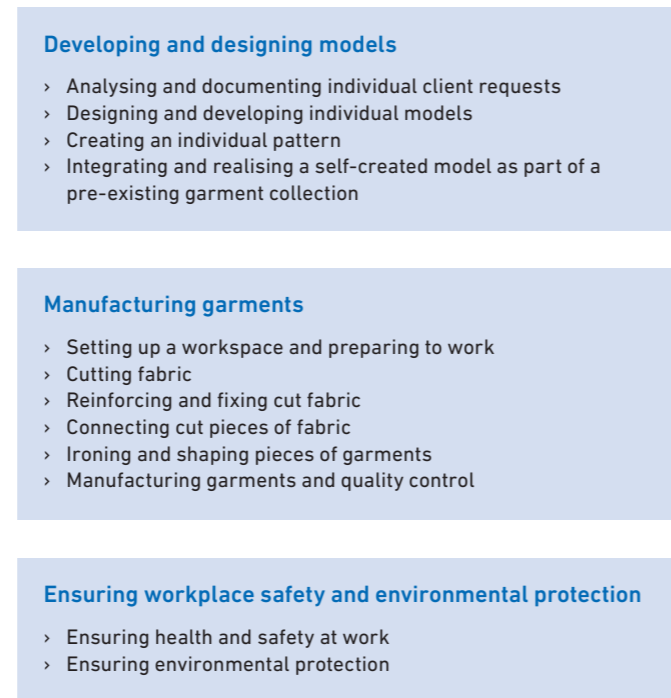 Developing and designing models
› Analysing and documenting individual client requests
› Designing and developing individual models
› Creating an individual pattern
› Integrating and realising a self-created model as part of a
pre-existing garment collection
Manufacturing garments
› Setting up a workspace and preparing to work
› Cutting fabric
› Reinforcing and fixing cut fabric
› Connecting cut pieces of fabric
› Ironing and shaping pieces of garments
› Manufacturing garments and quality control
Ensuring workplace safety and environmental protection
› Ensuring health and safety at work
› Ensuring environmental protection